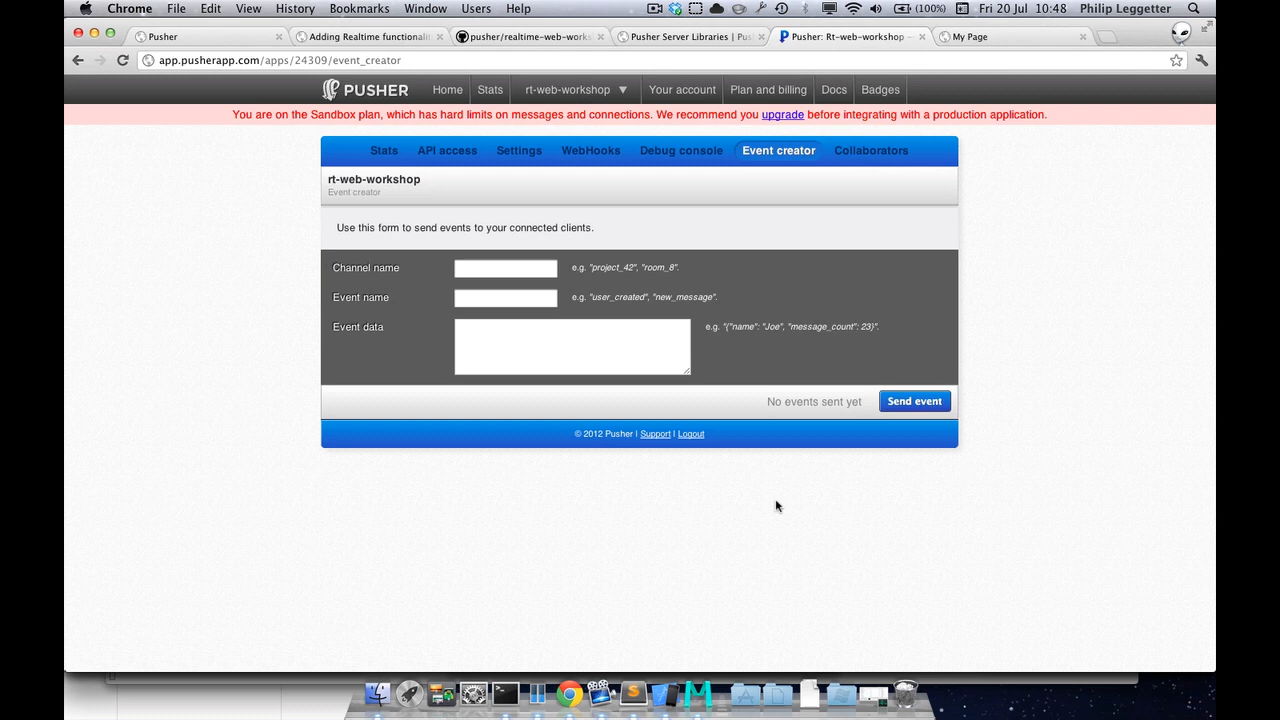 Chrome File Edit View History Bookmarks Window Users Help (100%) Fri 20 Jul 10:48 Philip Leggetter
Pusher Adding Realtime functionalit pusher/realtime-web-works Pusher Server Libraries | Pus Pusher: Rt-web-workshop — My Page
app.pusherapp.com/apps/24309/event_creator
PUSHER Home Stats rt-web-workshop ▼ Your account Plan and billing Docs Badges
You are on the Sandbox plan, which has hard limits on messages and connections. We recommend you upgrade before integrating with a production application.
Stats API access Settings WebHooks Debug console Event creator Collaborators
rt-web-workshop
Event creator
Use this form to send events to your connected clients.
Channel name e.g. "project_42", "room_8".
Event name e.g. "user_created", "new_message".
Event data e.g. "{"name": "Joe", "message_count": 23}".
No events sent yet Send event
© 2012 Pusher | Support | Logout